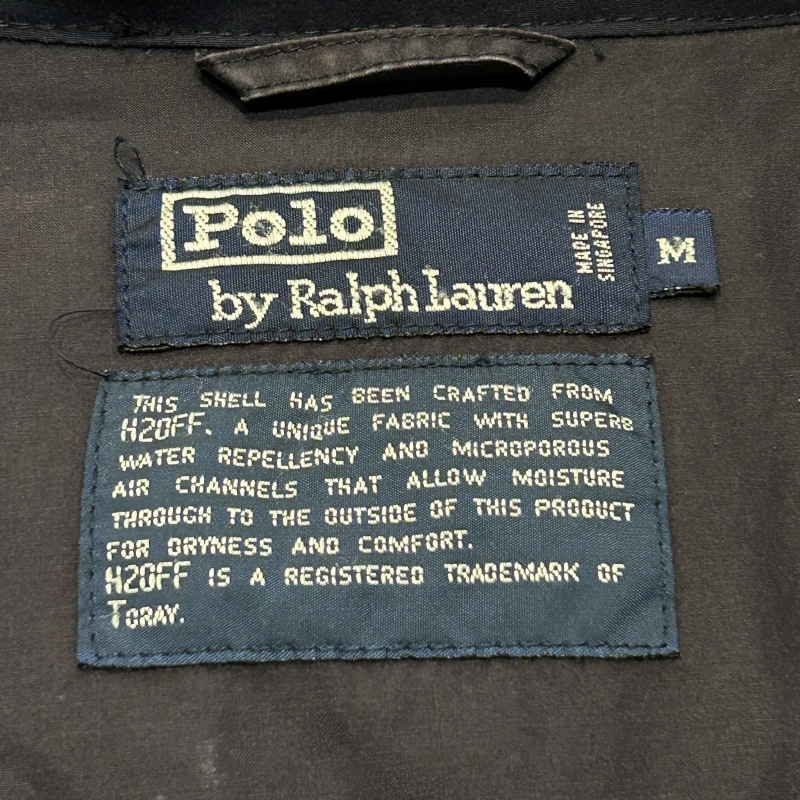 Polo
by Ralph Lauren
MADE IN
SINGAPORE
M
THIS SHELL HAS BEEN CRAFTED FROM
H2OFF. A UNIQUE FABRIC WITH SUPERB
WATER REPELLENCY AND MICROPOROUS
AIR CHANNELS THAT ALLOW MOISTURE
THROUGH TO THE OUTSIDE OF THIS PRODUCT
FOR DRYNESS AND COMFORT.
H2OFF IS A REGISTERED TRADEMARK OF
TORAY.